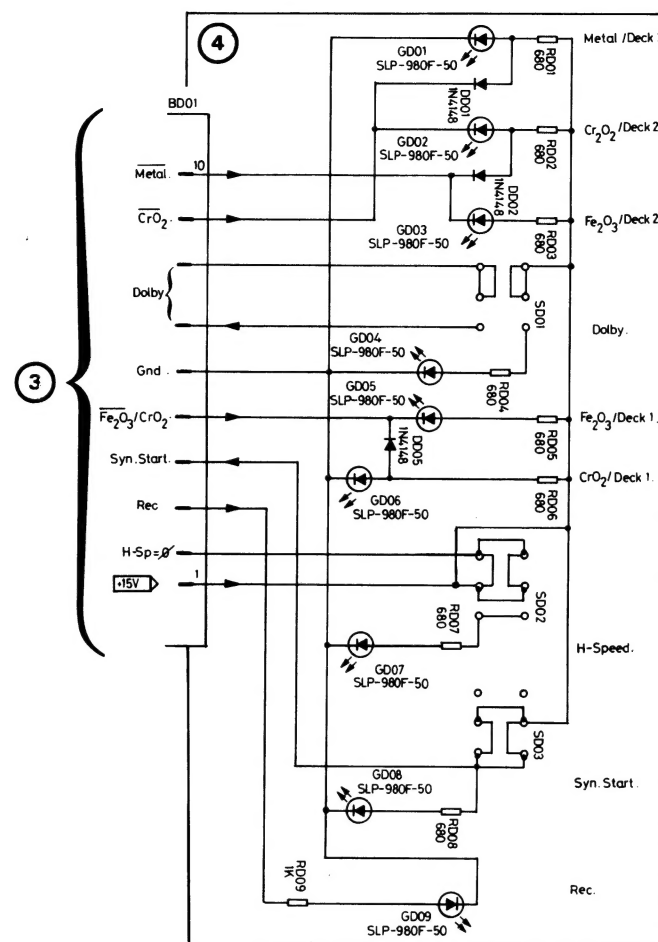 4
GD01
SLP-980F-50
RD01
680
Metal /Deck
DD01
1N4148
BD01
GD02
SLP-980F-50
RD02
680
Cr2O2/Deck 2
Metal.
10
DD02
1N4148
CrO2.
GD03
SLP-980F-50
RD03
680
Fe2O3/Deck 2
Dolby
SD01
Dolby.
GD04
SLP-980F-50
3
Gnd .
RD04
680
GD05
SLP-980F-50
Fe2O3/CrO2.
DD05
1N4148
RD05
680
Fe2O3/Deck 1.
Syn.Start.
GD06
SLP-980F-50
RD06
680
CrO2/Deck 1.
Rec
H-Sp=0
+15V
1
SD02
RD07
680
H-Speed.
GD07
SLP-980F-50
SD03
GD08
SLP-980F-50
Syn.Start.
RD08
680
RD09
1K
Rec.
GD09
SLP-980F-50